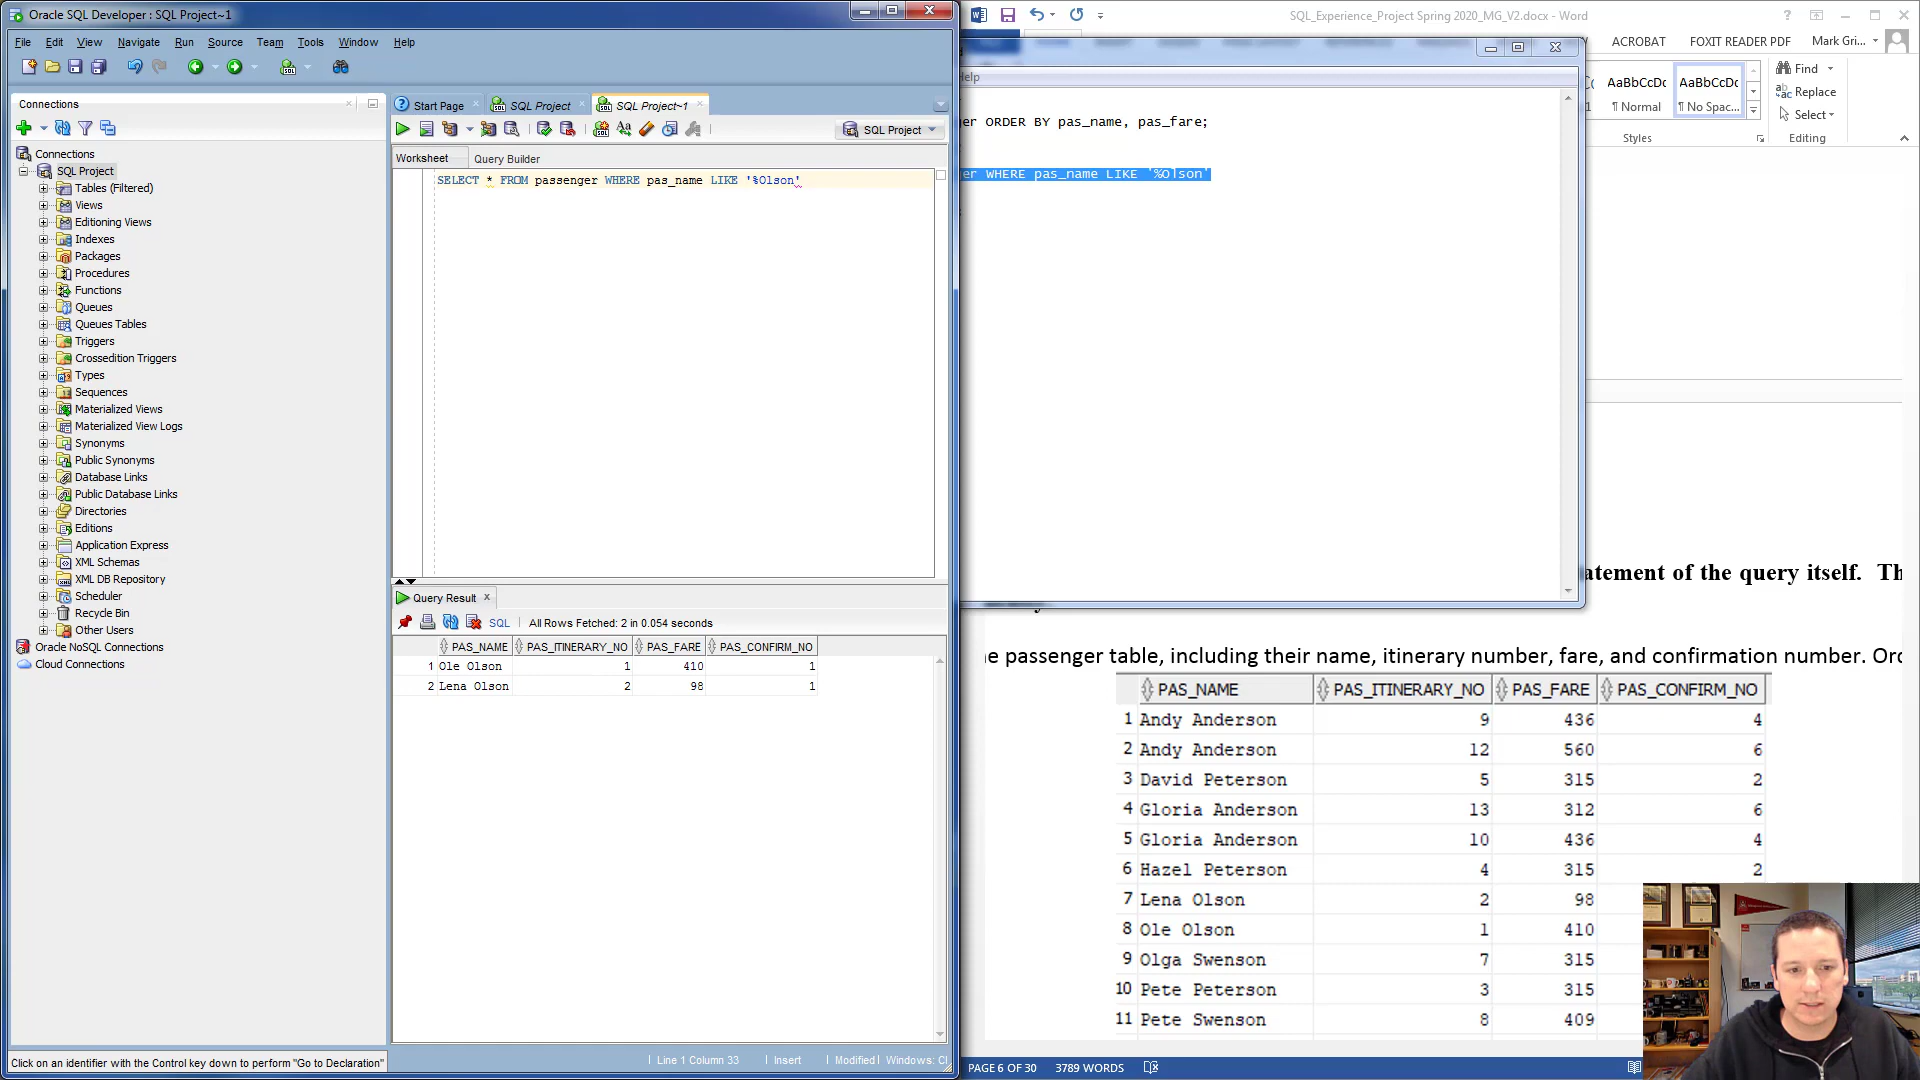 Oracle SQL Developer : SQL Project~1
File Edit View Navigate Run Source Team Tools Window Help
Connections
Connections
SQL Project
Tables (Filtered)
Views
Editioning Views
Indexes
Packages
Procedures
Functions
Queues
Queues Tables
Triggers
Crossedition Triggers
Types
Sequences
Materialized Views
Materialized View Logs
Synonyms
Public Synonyms
Database Links
Public Database Links
Directories
Editions
Application Express
XML Schemas
XML DB Repository
Scheduler
Recycle Bin
Other Users
Oracle NoSQL Connections
Cloud Connections
Start Page SQL Project SQL Project~1
SQL Project
Worksheet Query Builder
SELECT * FROM passenger WHERE pas_name LIKE '%Olson'
Query Result
SQL All Rows Fetched: 2 in 0.054 seconds
PAS_NAME PAS_ITINERARY_NO PAS_FARE PAS_CONFIRM_NO
1 Ole Olson 1 410 1
2 Lena Olson 2 98 1
Click on an identifier with the Control key down to perform "Go to Declaration"
Line 1 Column 33 Insert Modified Windows: Cl
SQL_Experience_Project Spring 2020_MG_V2.docx - Word
ACROBAT FOXIT READER PDF Mark Gri...
AaBbCcDc AaBbCcDc
¶ Normal ¶ No Spac...
Styles
Find
Replace
Select
Editing
Help
ger ORDER BY pas_name, pas_fare;
ger WHERE pas_name LIKE '%Olson'
atement of the query itself. Th
e passenger table, including their name, itinerary number, fare, and confirmation number. Orc
PAS_NAME PAS_ITINERARY_NO PAS_FARE PAS_CONFIRM_NO
1 Andy Anderson 9 436 4
2 Andy Anderson 12 560 6
3 David Peterson 5 315 2
4 Gloria Anderson 13 312 6
5 Gloria Anderson 10 436 4
6 Hazel Peterson 4 315 2
7 Lena Olson 2 98
8 Ole Olson 1 410
9 Olga Swenson 7 315
10 Pete Peterson 3 315
11 Pete Swenson 8 409
PAGE 6 OF 30 3789 WORDS